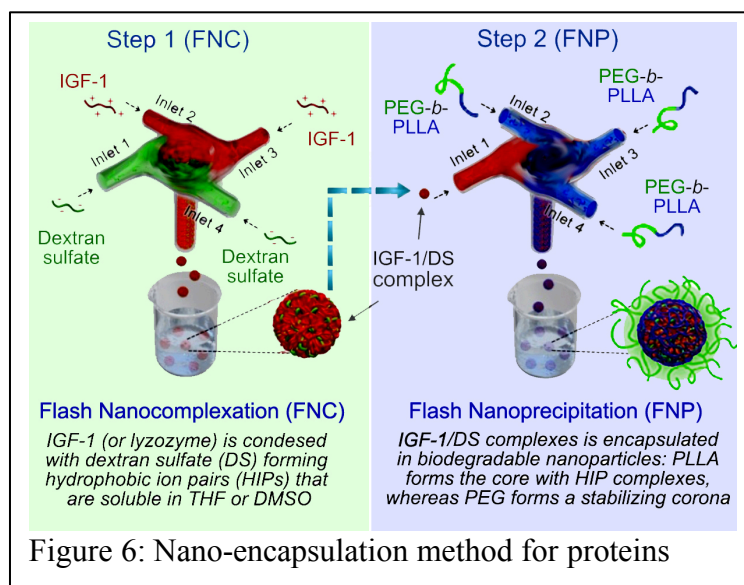 Step 1 (FNC)
IGF-1
Inlet 2
IGF-1
Inlet 1
Inlet 3
Inlet 4
Dextran
sulfate
Dextran
sulfate
Flash Nanocomplexation (FNC)
IGF-1 (or lyzozyme) is condesed
with dextran sulfate (DS) forming
hydrophobic ion pairs (HIPs) that
are soluble in THF or DMSO
Step 2 (FNP)
PEG-b-
PLLA
PEG-b-
PLLA
Inlet 2
Inlet 1
Inlet 3
Inlet 4
PEG-b-
PLLA
IGF-1/DS
complex
Flash Nanoprecipitation (FNP)
IGF-1/DS complexes is encapsulated
in biodegradable nanoparticles: PLLA
forms the core with HIP complexes,
whereas PEG forms a stabilizing corona
Figure 6: Nano-encapsulation method for proteins